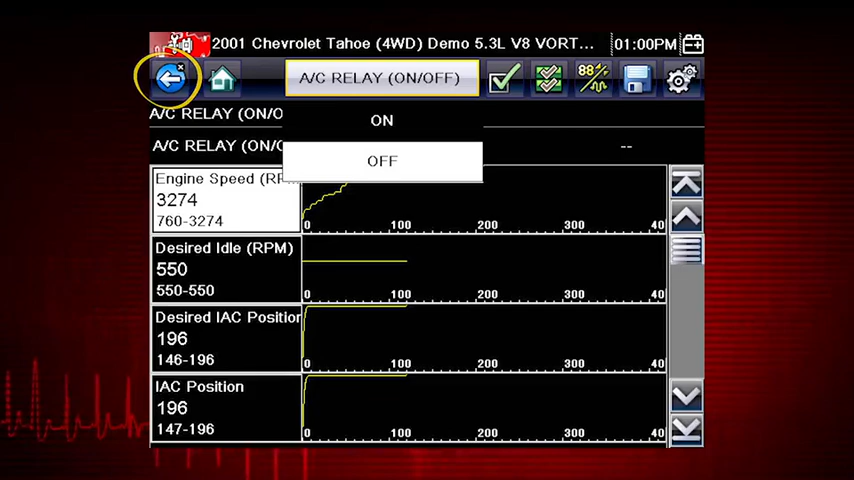 2001 Chevrolet Tahoe (4WD) Demo 5.3L V8 VORT... 01:00PM
A/C RELAY (ON/OFF) 88
A/C RELAY (ON/O
ON
A/C RELAY (ON/O --
OFF
Engine Speed (RP
3274
760-3274
0 100 200 300 40
Desired Idle (RPM)
550
550-550
0 100 200 300 40
Desired IAC Position
196
146-196
0 100 200 300 40
IAC Position
196
147-196
0 100 200 300 40